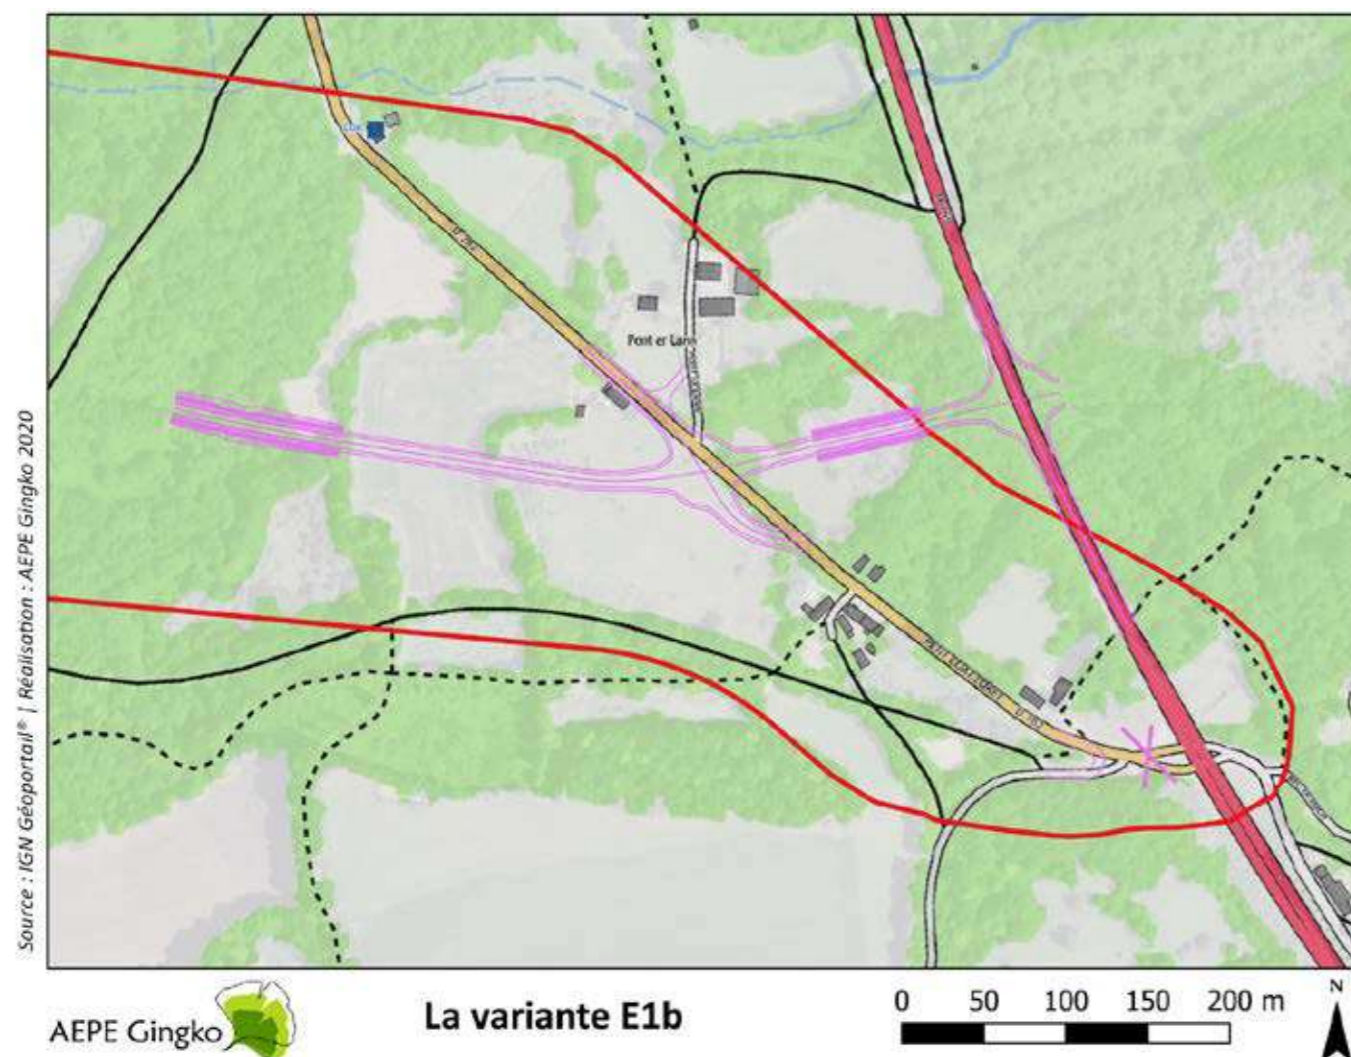 Pont er Lann
Source : IGN Géoportail® | Réalisation : AEPE Gingko 2020
AEPE Gingko
La variante E1b
0 50 100 150 200 m
N